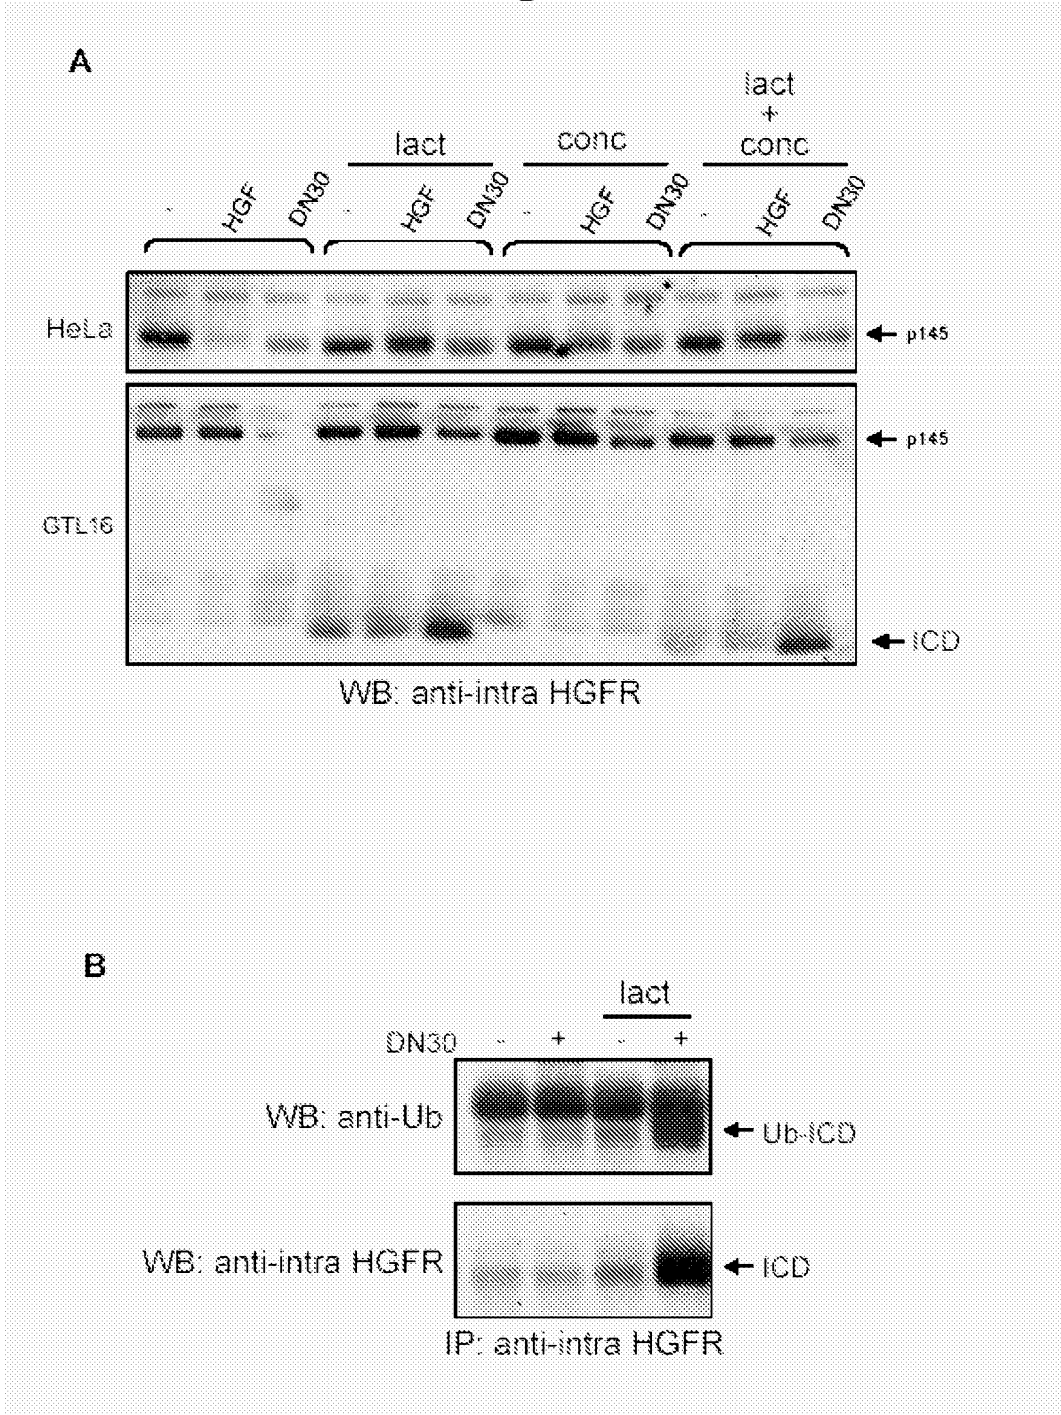 A
lact
+
lact conc conc
- HGF DN30 - HGF DN30 - HGF DN30 - HGF DN30
HeLa p145
p145
GTL16
ICD
WB: anti-intra HGFR
B
lact
DN30 - + - +
WB: anti-Ub Ub-ICD
WB: anti-intra HGFR ICD
IP: anti-intra HGFR